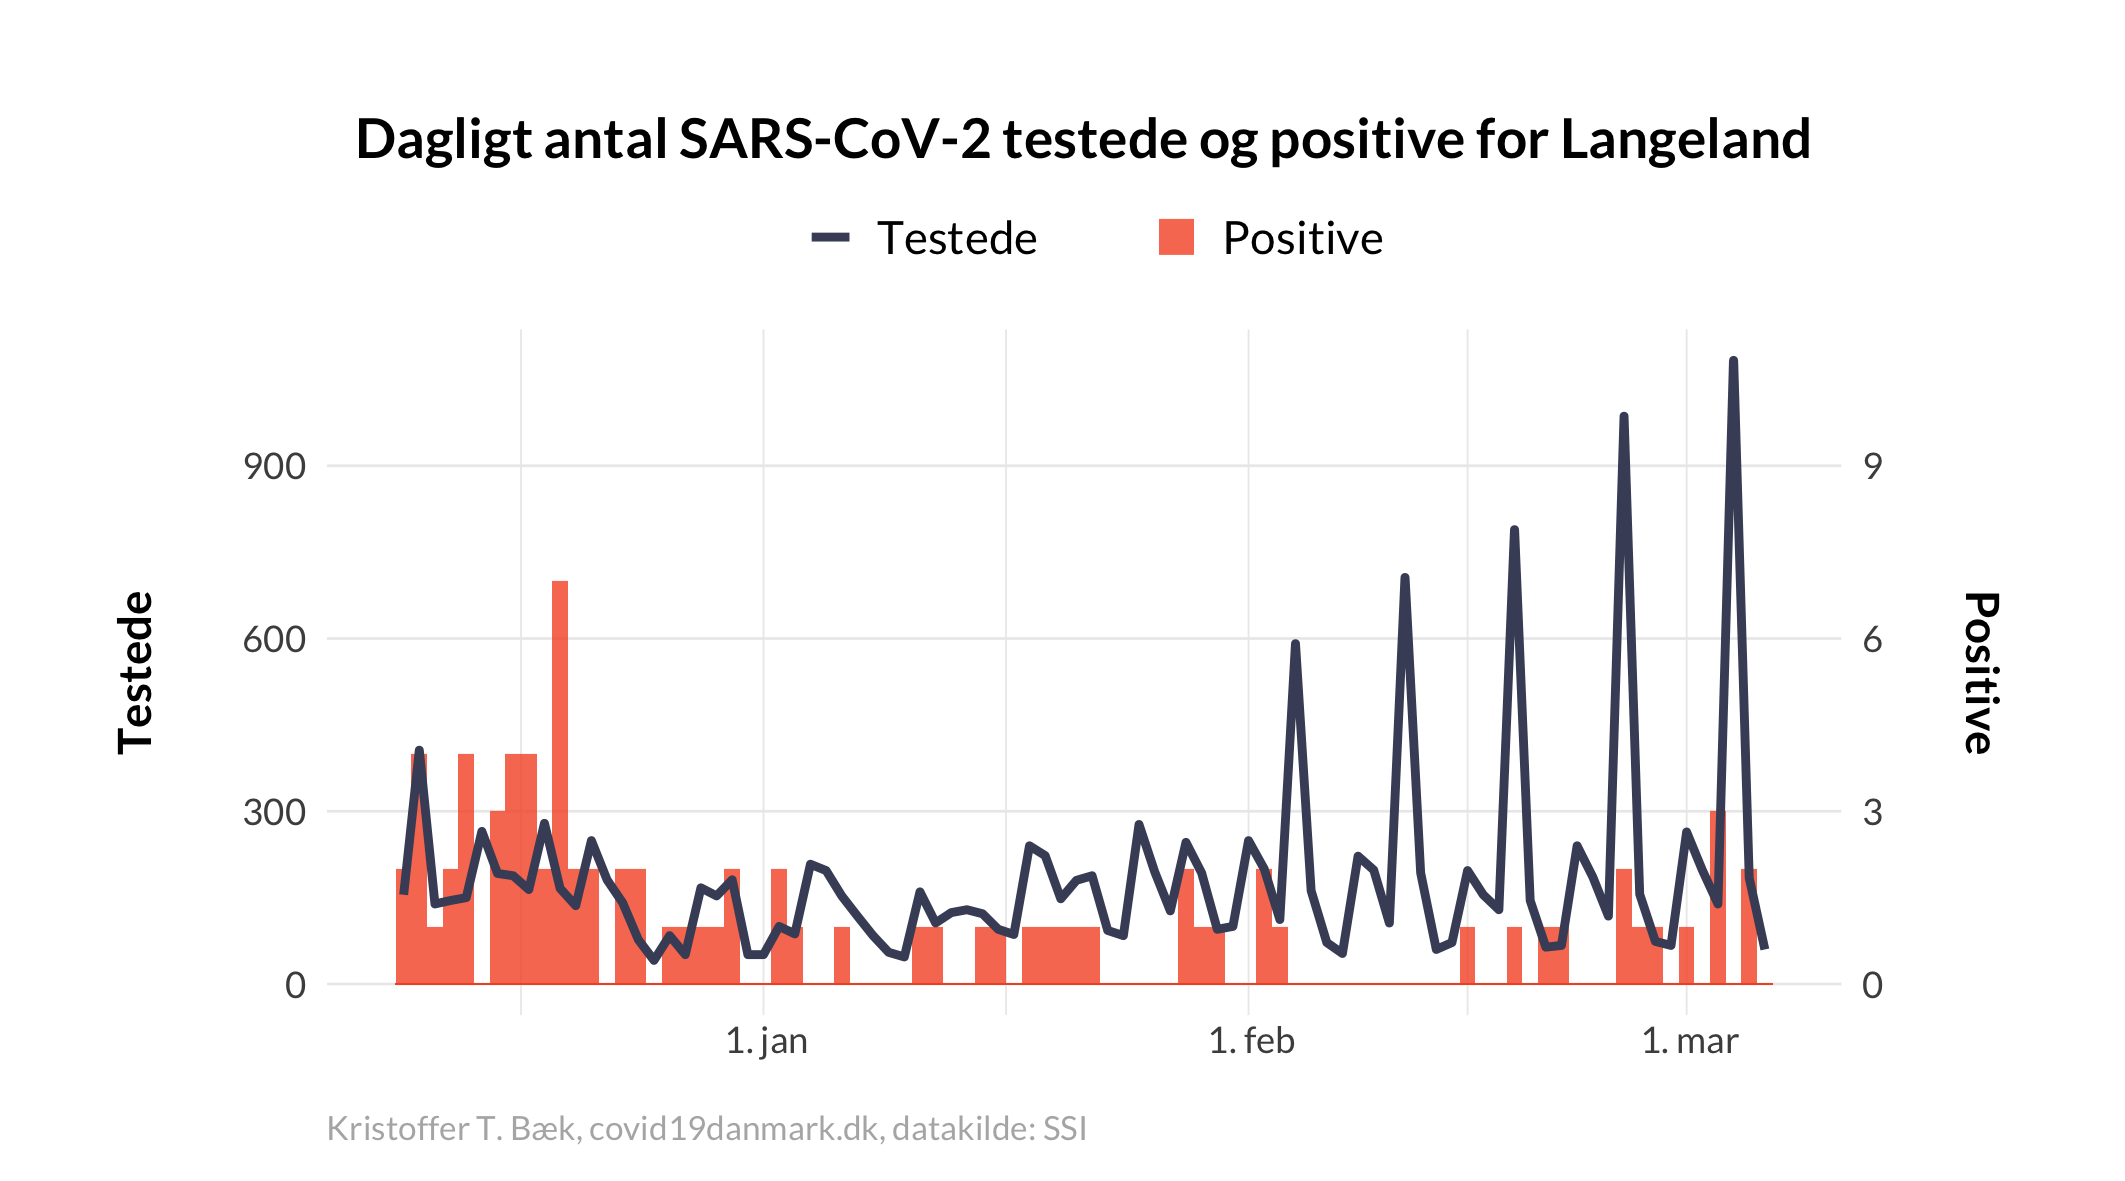 Dagligt antal SARS-CoV-2 testede og positive for Langeland
Testede Positive
900 9
600 6
300 3
0 0
Testede
Positive
1. jan 1. feb 1. mar
Kristoffer T. Bæk, covid19danmark.dk, datakilde: SSI